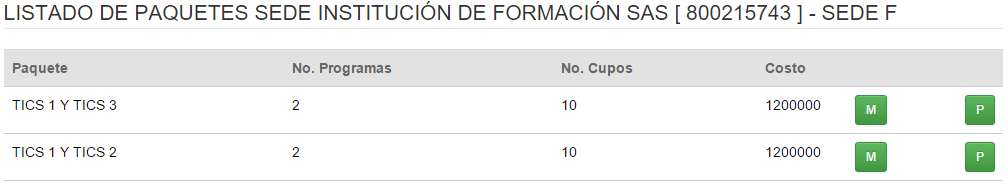 LISTADO DE PAQUETES SEDE INSTITUCIÓN DE FORMACIÓN SAS [ 800215743 ] - SEDE F
Paquete No. Programas No. Cupos Costo
TICS 1 Y TICS 3 2 10 1200000 M P
TICS 1 Y TICS 2 2 10 1200000 M P